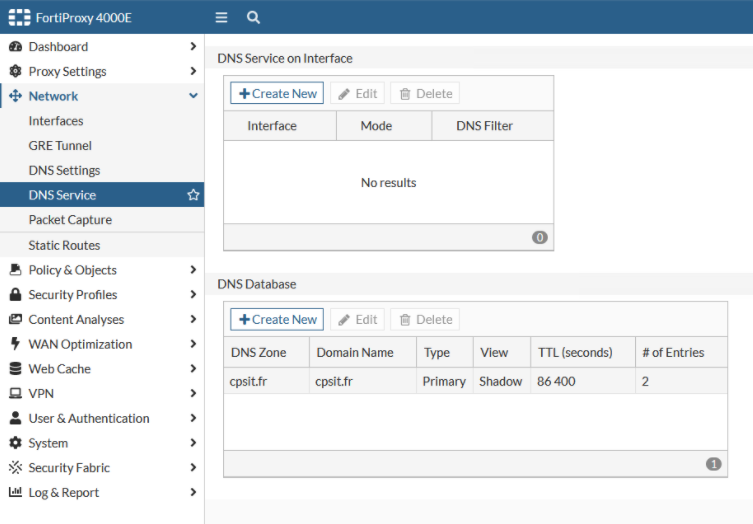 FortiProxy 4000E
Dashboard
Proxy Settings
Network
Interfaces
GRE Tunnel
DNS Settings
DNS Service
Packet Capture
Static Routes
Policy & Objects
Security Profiles
Content Analyses
WAN Optimization
Web Cache
VPN
User & Authentication
System
Security Fabric
Log & Report
DNS Service on Interface
+Create New Edit Delete
Interface Mode DNS Filter
No results
0
DNS Database
+Create New Edit Delete
DNS Zone Domain Name Type View TTL (seconds) # of Entries
cpsit.fr cpsit.fr Primary Shadow 86 400 2
1